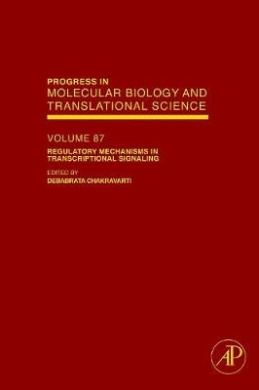 PROGRESS IN
MOLECULAR BIOLOGY AND
TRANSLATIONAL SCIENCE
VOLUME 87
REGULATORY MECHANISMS IN
TRANSCRIPTIONAL SIGNALING
EDITED BY
DEBABRATA CHAKRAVARTI
AP